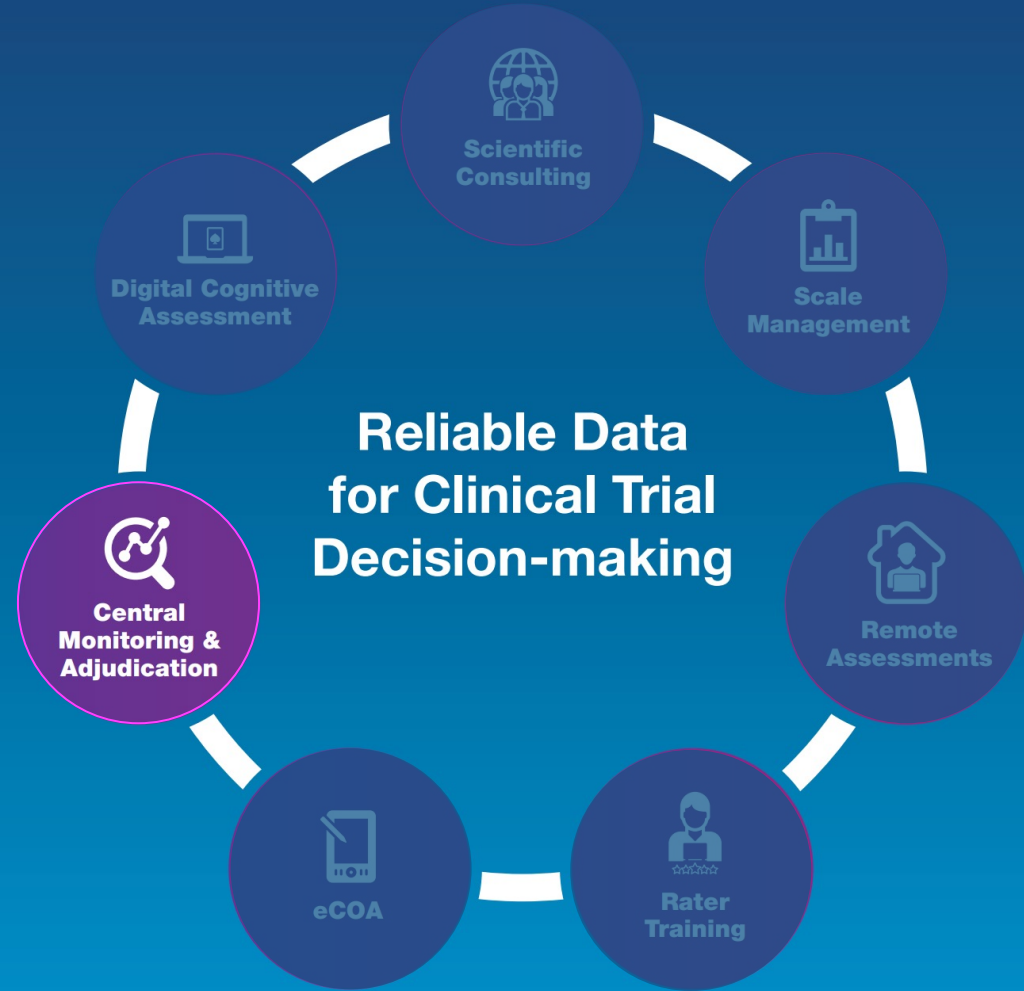 Scientific
Consulting
Scale
Management
Remote
Assessments
Rater
Training
eCOA
Central
Monitoring &
Adjudication
Digital Cognitive
Assessment
Reliable Data
for Clinical Trial
Decision-making